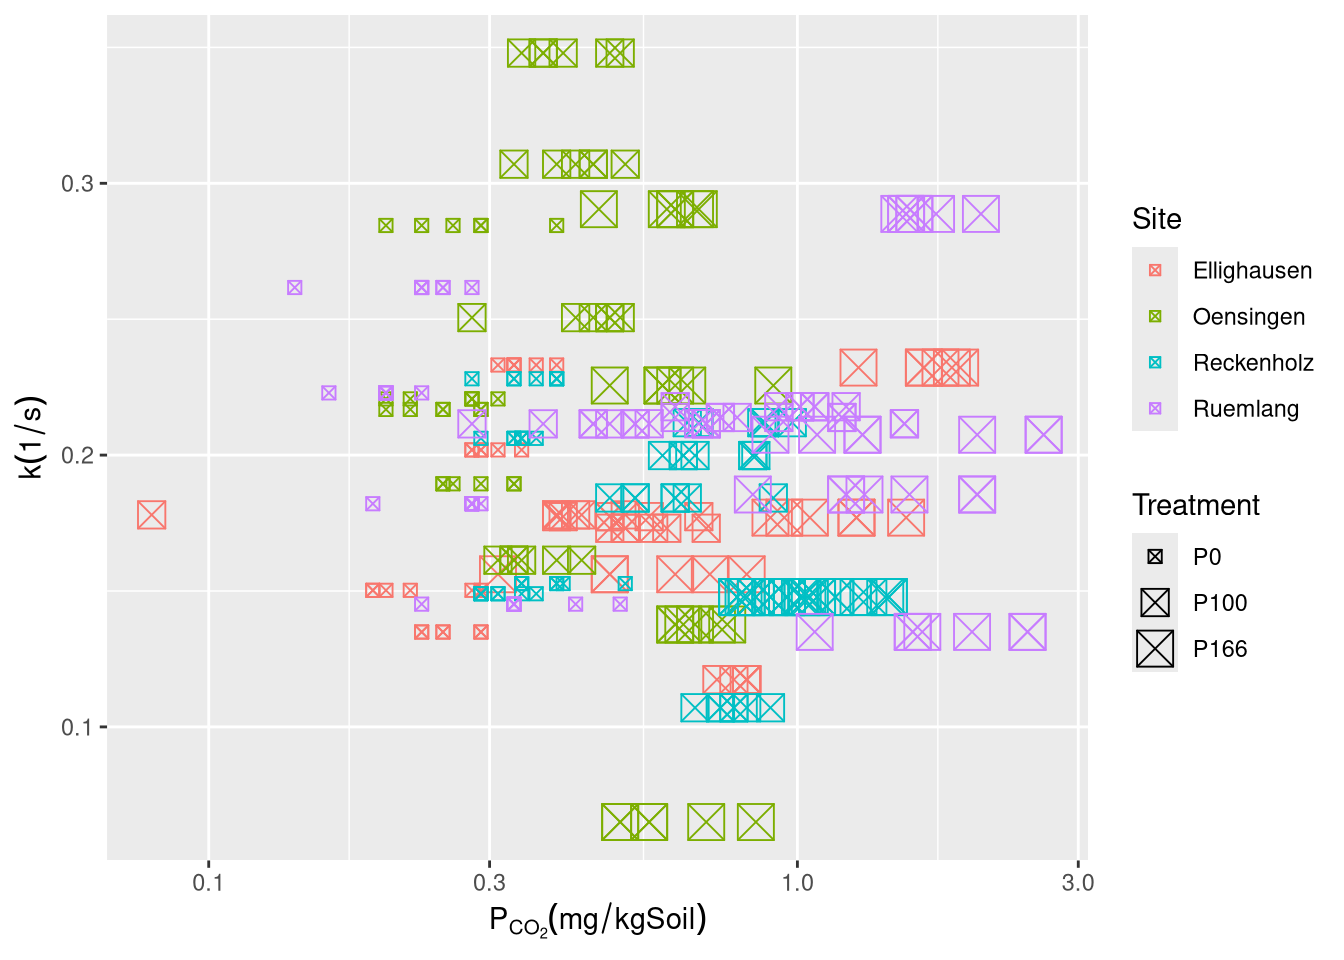 k(1/s)
0.3
0.2
0.1
0.1
0.3
1.0
3.0
P_CO₂(mg/kgSoil)
Site
Ellighausen
Oensingen
Reckenholz
Ruemlang
Treatment
P0
P100
P166